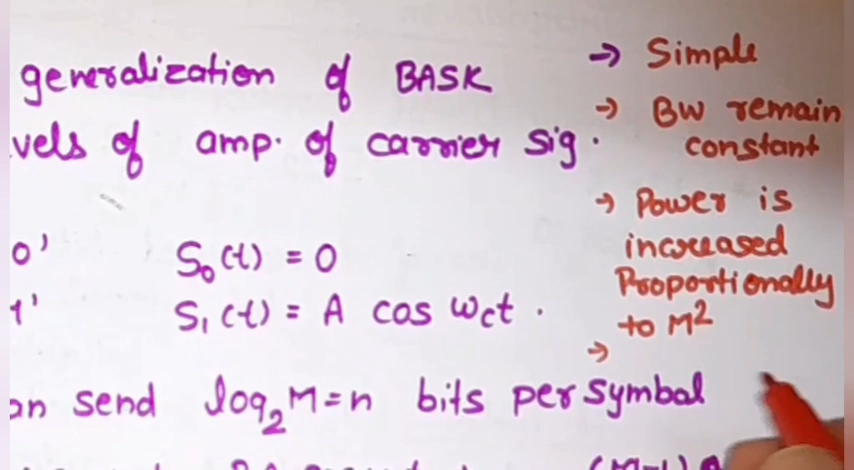 generalization of BASK
vels of amp. of carrier sig.
0' S₀(t) = 0
1' S₁(t) = A cos ωct.
an send log₂M=n bits per symbal
→ Simple
→ BW remain
constant
→ Power is
increased
Proportionally
to M²
→